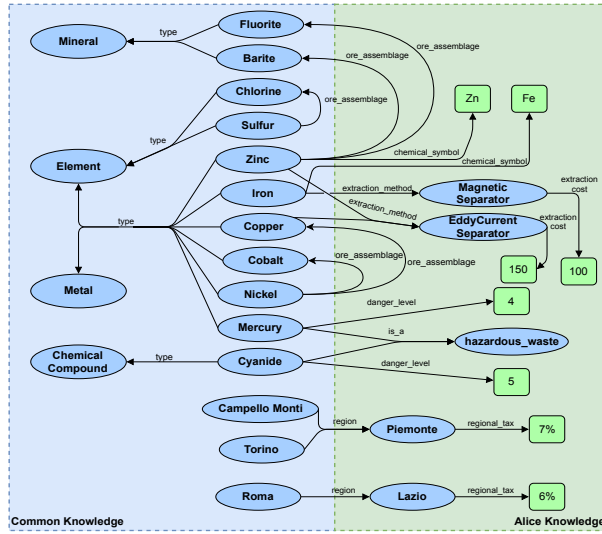 Fluorite
Mineral
type
Barite
ore_assemblage
Chlorine
ore_assemblage
Zn
Fe
Sulfur
type
Zinc
chemical_symbol
chemical_symbol
Element
Iron
extraction_method
Magnetic
Separator
extraction
cost
type
Copper
extraction_method
EddyCurrent
Separator
extraction
cost
Cobalt
ore_assemblage
ore_assemblage
150
100
Metal
Nickel
danger_level
4
Mercury
is_a
hazardous_waste
Chemical
Compound
type
Cyanide
danger_level
5
Campello Monti
region
Piemonte
regional_tax
7%
Torino
Roma
region
Lazio
regional_tax
6%
Common Knowledge
Alice Knowledge